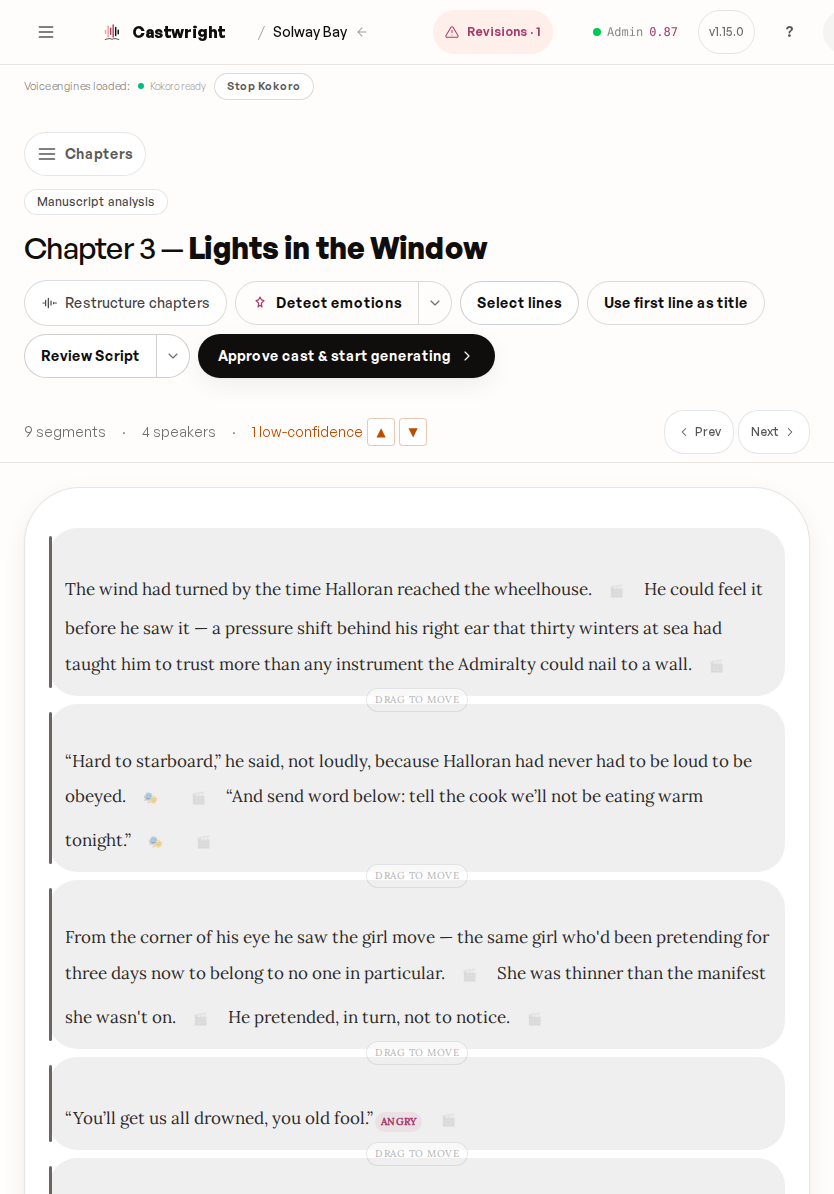 Castwright / Solway Bay ← Revisions · 1 Admin 0.87 v1.15.0 ?
Voice engines loaded: Kokoro ready Stop Kokoro
Chapters
Manuscript analysis
Chapter 3 — Lights in the Window
Restructure chapters Detect emotions Select lines Use first line as title
Review Script Approve cast & start generating
9 segments · 4 speakers · 1 low-confidence ▲ ▼ Prev Next
The wind had turned by the time Halloran reached the wheelhouse. He could feel it
before he saw it — a pressure shift behind his right ear that thirty winters at sea had
taught him to trust more than any instrument the Admiralty could nail to a wall.
DRAG TO MOVE
“Hard to starboard,” he said, not loudly, because Halloran had never had to be loud to be
obeyed. “And send word below: tell the cook we’ll not be eating warm
tonight.”
DRAG TO MOVE
From the corner of his eye he saw the girl move — the same girl who'd been pretending for
three days now to belong to no one in particular. She was thinner than the manifest
she wasn't on. He pretended, in turn, not to notice.
DRAG TO MOVE
“You’ll get us all drowned, you old fool.” ANGRY
DRAG TO MOVE